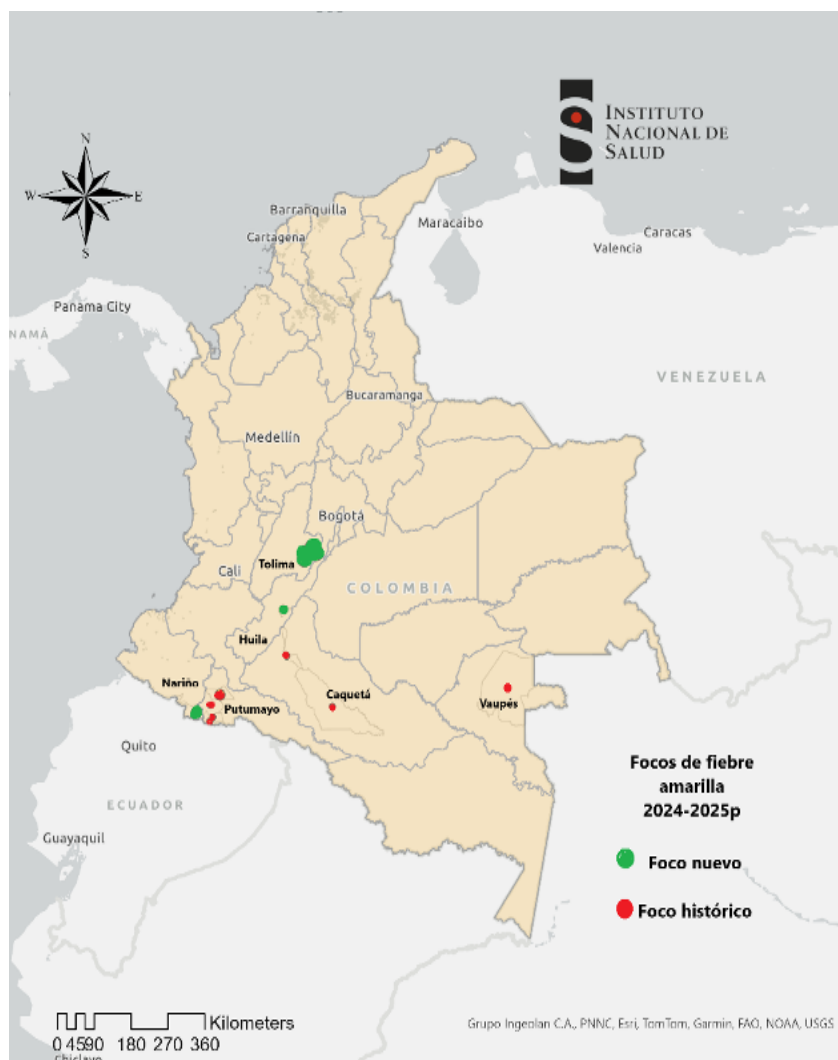 INSTITUTO
NACIONAL DE
SALUD
N
W
E
S
Barranquilla
Cartagena
Maracaibo
Caracas
Valencia
Panama City
NAMÁ
VENEZUELA
Bucaramanga
Medellín
Bogotá
Tolima
Cali
COLOMBIA
Huila
Nariño
Caquetá
Putumayo
Vaupés
Quito
ECUADOR
Guayaquil
Focos de fiebre
amarilla
2024-2025p
Foco nuevo
Foco histórico
Kilometers
0 4590 180 270 360
Chiclayo
Grupo Ingeolan C.A., PNNC, Esri, TomTom, Garmin, FAO, NOAA, USGS